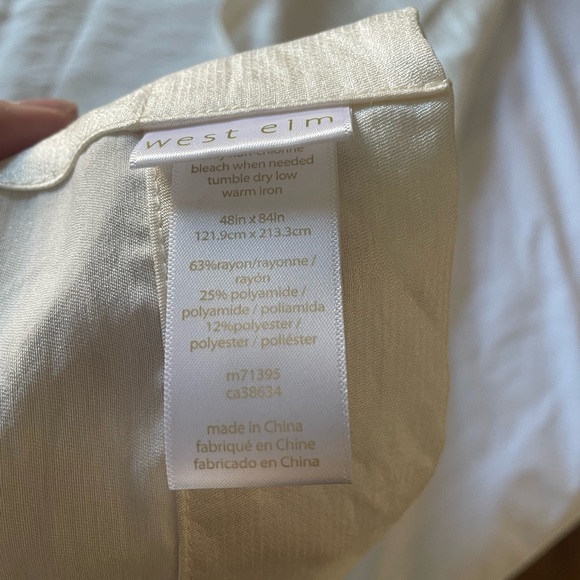 west elm
bleach when needed
tumble dry low
warm iron
48in x 84in
121.9cm x 213.3cm
63%rayon/rayonne/
rayón
25% polyamide /
polyamide / poliamida
12%polyester /
polyester / poliéster
m71395
ca38634
made in China
fabriqué en Chine
fabricado en China